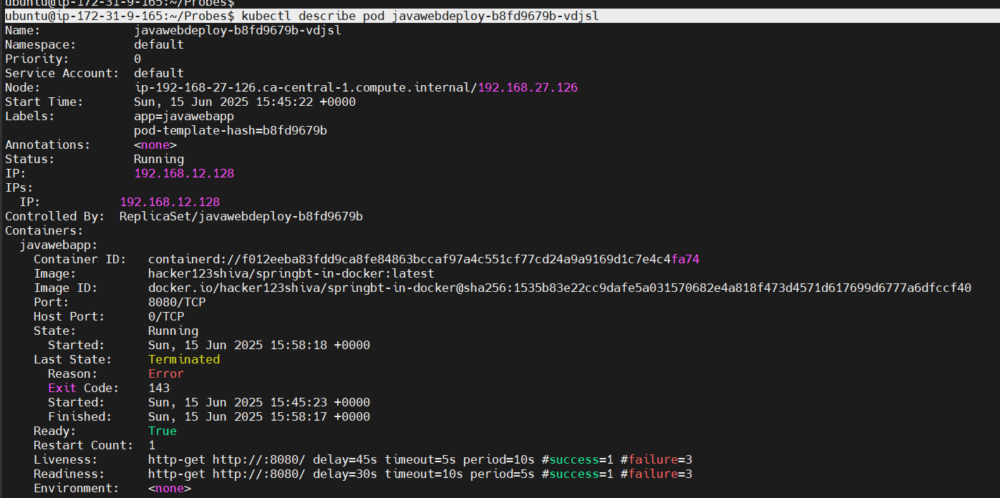 ubuntu@ip-172-31-9-165:~/Probes$
ubuntu@ip-172-31-9-165:~/Probes$ kubectl describe pod javawebdeploy-b8fd9679b-vdjsl
Name:             javawebdeploy-b8fd9679b-vdjsl
Namespace:        default
Priority:         0
Service Account:  default
Node:             ip-192-168-27-126.ca-central-1.compute.internal/192.168.27.126
Start Time:       Sun, 15 Jun 2025 15:45:22 +0000
Labels:           app=javawebapp
                  pod-template-hash=b8fd9679b
Annotations:      <none>
Status:           Running
IP:               192.168.12.128
IPs:
  IP:           192.168.12.128
Controlled By:  ReplicaSet/javawebdeploy-b8fd9679b
Containers:
  javawebapp:
    Container ID:   containerd://f012eeba83fdd9ca8fe84863bccaf97a4c551cf77cd24a9a9169d1c7e4c4fa74
    Image:          hacker123shiva/springbt-in-docker:latest
    Image ID:       docker.io/hacker123shiva/springbt-in-docker@sha256:1535b83e22cc9dafe5a031570682e4a818f473d4571d617699d6777a6dfccf40
    Port:           8080/TCP
    Host Port:      0/TCP
    State:          Running
      Started:      Sun, 15 Jun 2025 15:58:18 +0000
    Last State:     Terminated
      Reason:       Error
      Exit Code:    143
      Started:      Sun, 15 Jun 2025 15:45:23 +0000
      Finished:     Sun, 15 Jun 2025 15:58:17 +0000
    Ready:          True
    Restart Count:  1
    Liveness:       http-get http://:8080/ delay=45s timeout=5s period=10s #success=1 #failure=3
    Readiness:      http-get http://:8080/ delay=30s timeout=10s period=5s #success=1 #failure=3
    Environment:    <none>